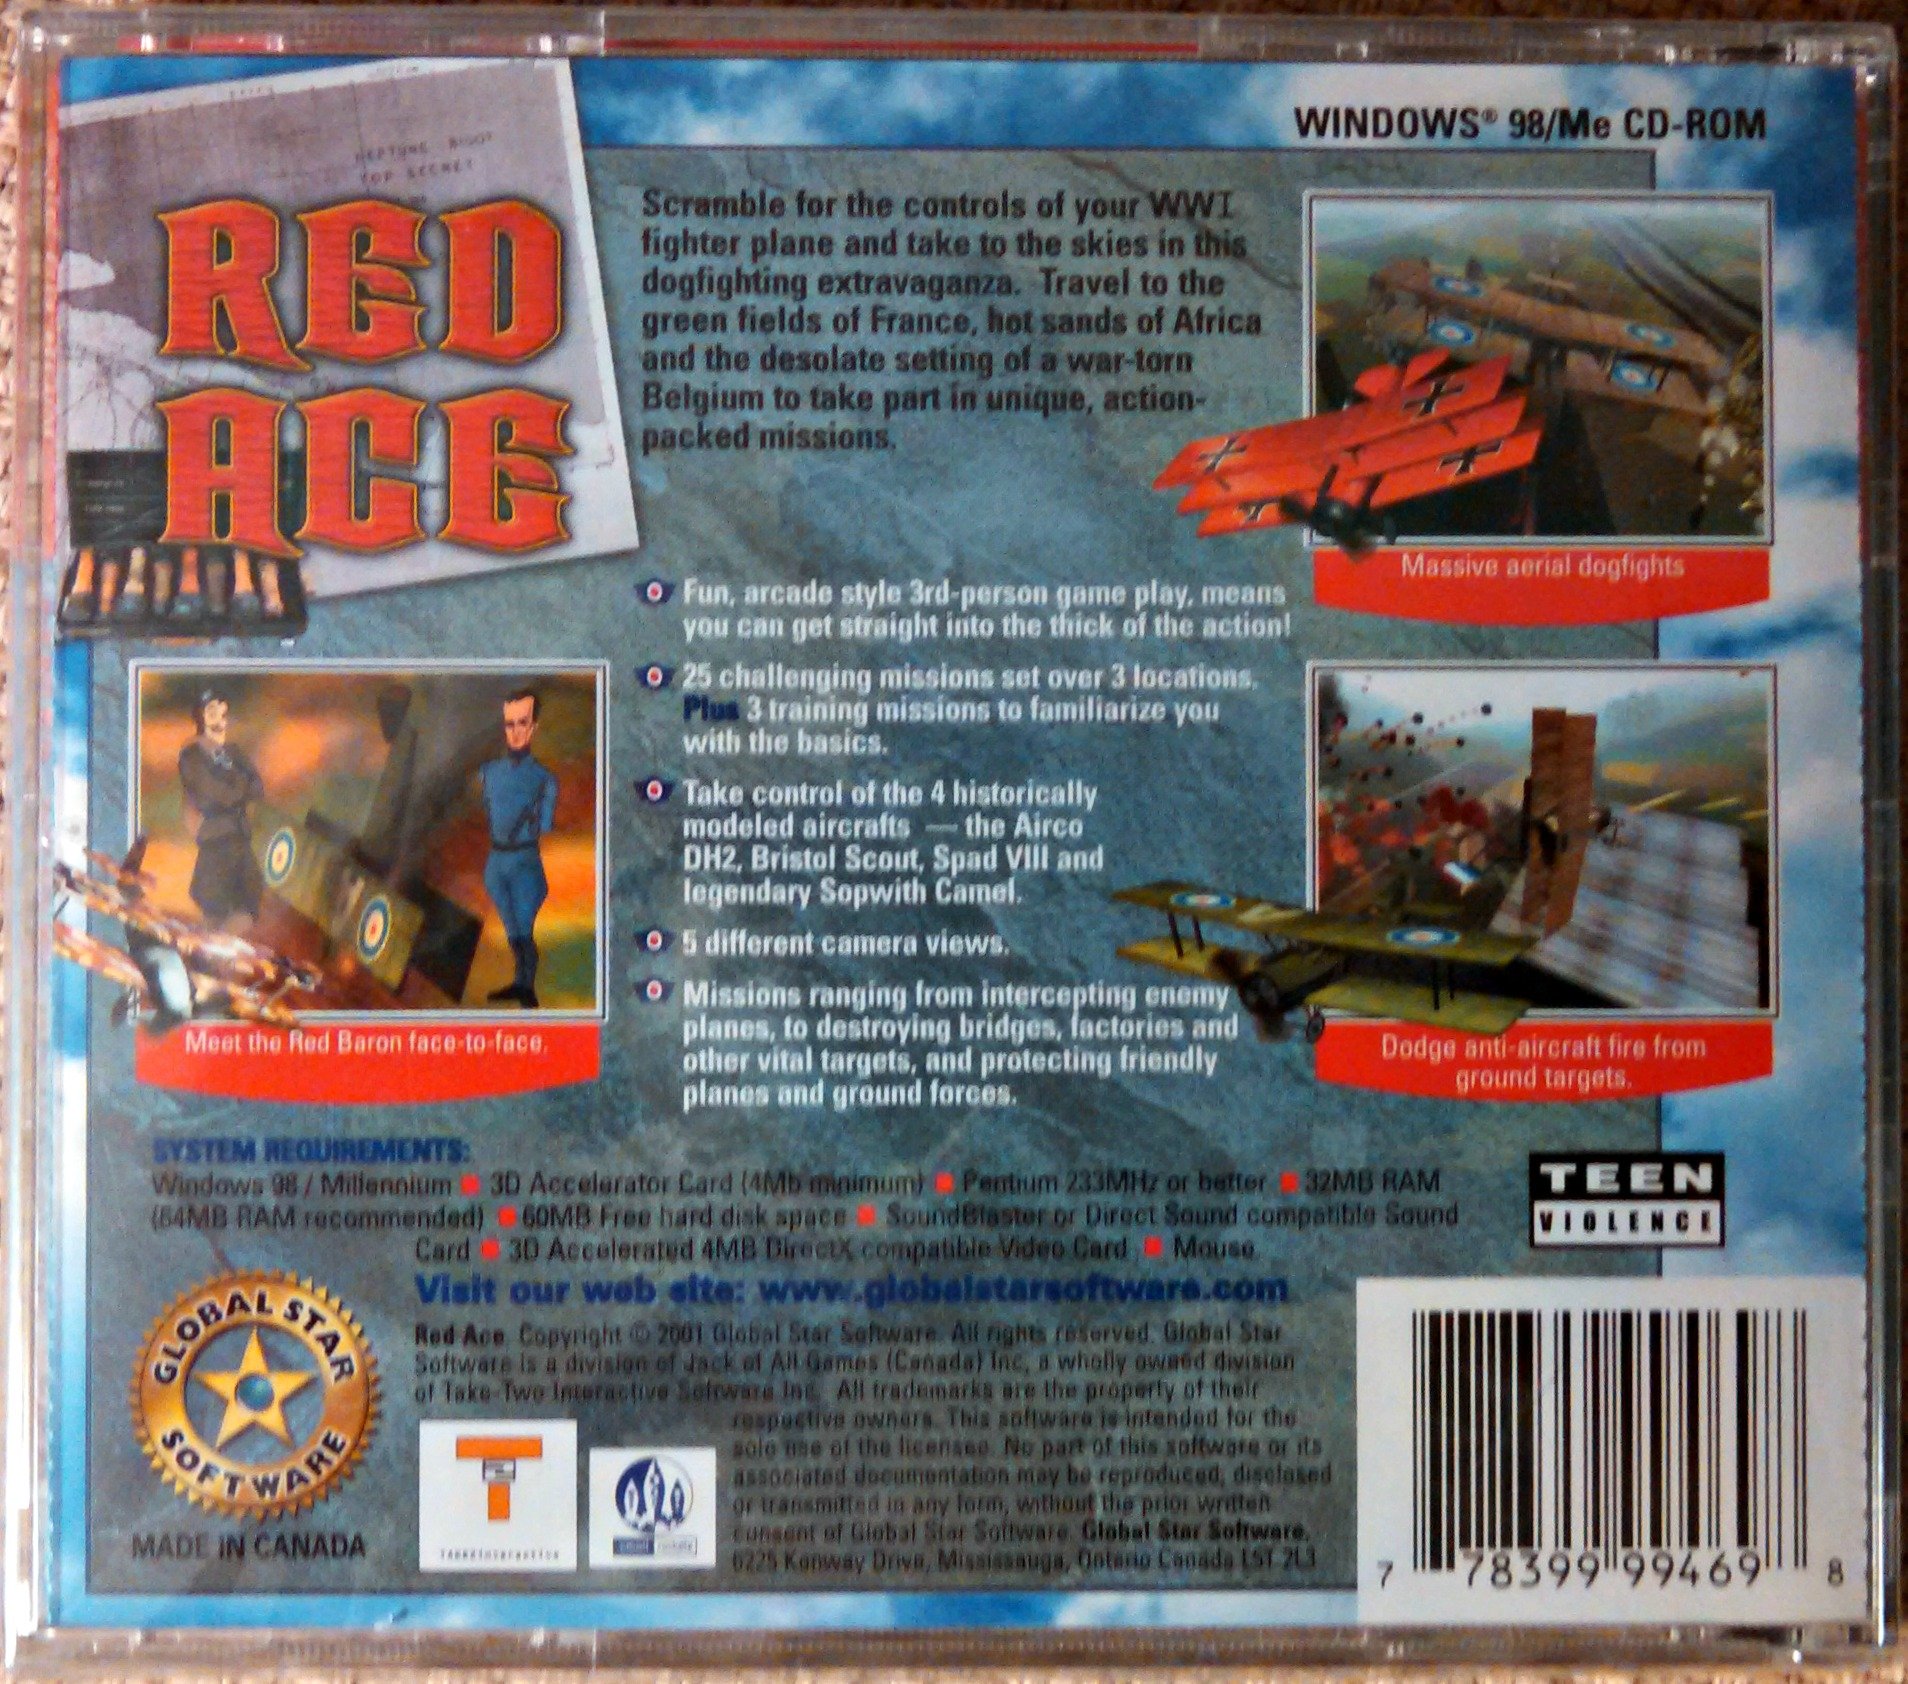 WINDOWS® 98/Me CD-ROM
NEPTUNE
TOP SECRET
RED
ACE
Scramble for the controls of your WWI
fighter plane and take to the skies in this
dogfighting extravaganza. Travel to the
green fields of France, hot sands of Africa
and the desolate setting of a war-torn
Belgium to take part in unique, action-
packed missions.
Massive aerial dogfights
Fun, arcade style 3rd-person game play, means
you can get straight into the thick of the action!
25 challenging missions set over 3 locations.
Plus 3 training missions to familiarize you
with the basics.
Take control of the 4 historically
modeled aircrafts — the Airco
DH2, Bristol Scout, Spad VIII and
legendary Sopwith Camel.
5 different camera views.
Missions ranging from intercepting enemy
planes, to destroying bridges, factories and
other vital targets, and protecting friendly
planes and ground forces.
Meet the Red Baron face-to-face.
Dodge anti-aircraft fire from
ground targets.
SYSTEM REQUIREMENTS:
Windows 98 / Millennium ■ 3D Accelerator Card (4Mb minimum) ■ Pentium 233MHz or better ■ 32MB RAM
(64MB RAM recommended) ■ 60MB Free hard disk space ■ SoundBlaster or Direct Sound compatible Sound
Card ■ 3D Accelerated 4MB DirectX compatible Video Card ■ Mouse
TEEN
VIOLENCE
Visit our web site: www.globalstarsoftware.com
Red Ace. Copyright © 2001 Global Star Software. All rights reserved. Global Star
Software is a division of Jack of All Games (Canada) Inc, a wholly owned division
of Take-Two Interactive Software Inc. All trademarks are the property of their
respective owners. This software is intended for the
sole use of the licensee. No part of this software or its
associated documentation may be reproduced, disclosed
or transmitted in any form, without the prior written
consent of Global Star Software. Global Star Software,
6225 Kenway Drive, Mississauga, Ontario Canada L5T 2L3
GLOBAL STAR
SOFTWARE
MADE IN CANADA
7 78399 99469 8